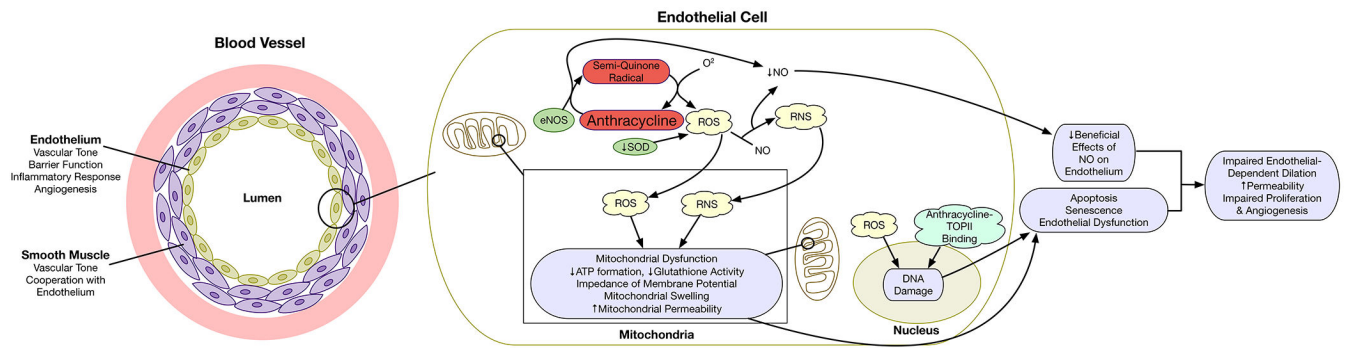 Blood Vessel
Endothelium
Vascular Tone
Barrier Function
Inflammatory Response
Angiogenesis
Lumen
Smooth Muscle
Vascular Tone
Cooperation with
Endothelium
Endothelial Cell
Semi-Quinone
Radical
O²
↓NO
eNOS
Anthracycline
ROS
RNS
↓SOD
NO
ROS
RNS
Mitochondrial Dysfunction
↓ATP formation, ↓Glutathione Activity
Impedance of Membrane Potential
Mitochondrial Swelling
↑Mitochondrial Permeability
Mitochondria
ROS
Anthracycline-
TOPII
Binding
DNA
Damage
Nucleus
↓Beneficial
Effects of
NO on
Endothelium
Apoptosis
Senescence
Endothelial Dysfunction
Impaired Endothelial-
Dependent Dilation
↑Permeability
Impaired Proliferation
& Angiogenesis